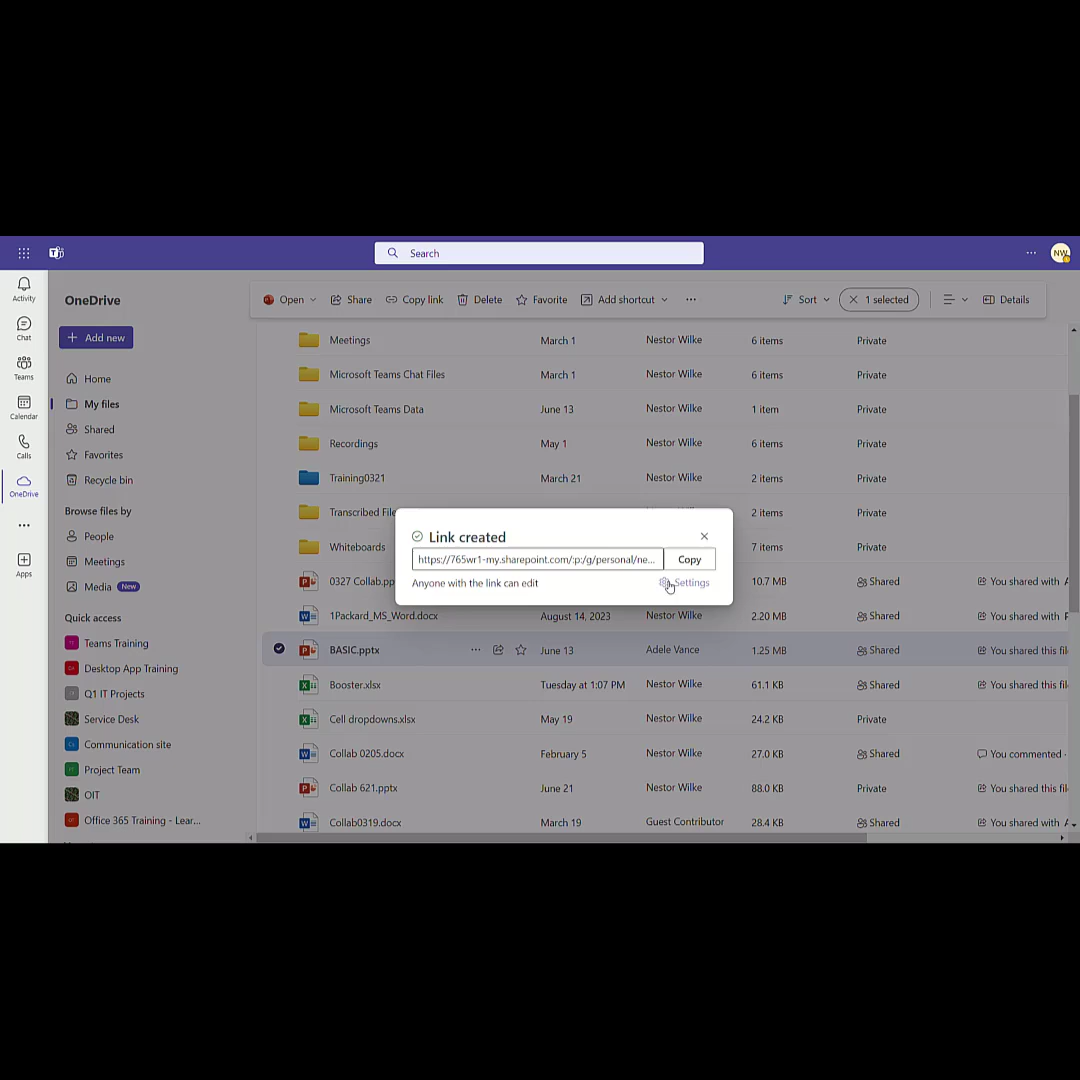 Search
NW
Activity
Chat
Teams
Calendar
Calls
OneDrive
Apps
OneDrive
Add new
Home
My files
Shared
Favorites
Recycle bin
Browse files by
People
Meetings
Media New
Quick access
Teams Training
Desktop App Training
Q1 IT Projects
Service Desk
Communication site
Project Team
OIT
Office 365 Training - Lear...
Open Share Copy link Delete Favorite Add shortcut ... Sort 1 selected Details
Meetings March 1 Nestor Wilke 6 items Private
Microsoft Teams Chat Files March 1 Nestor Wilke 6 items Private
Microsoft Teams Data June 13 Nestor Wilke 1 item Private
Recordings May 1 Nestor Wilke 6 items Private
Training0321 March 21 Nestor Wilke 2 items Private
Transcribed File 2 items Private
Whiteboards 7 items Private
0327 Collab.pp 10.7 MB Shared You shared with
1Packard_MS_Word.docx August 14, 2023 Nestor Wilke 2.20 MB Shared You shared with
BASIC.pptx ... June 13 Adele Vance 1.25 MB Shared You shared this fil
Booster.xlsx Tuesday at 1:07 PM Nestor Wilke 61.1 KB Shared You shared this fil
Cell dropdowns.xlsx May 19 Nestor Wilke 24.2 KB Private
Collab 0205.docx February 5 Nestor Wilke 27.0 KB Shared You commented
Collab 621.pptx June 21 Nestor Wilke 88.0 KB Private You shared this fil
Collab0319.docx March 19 Guest Contributor 28.4 KB Shared You shared with
Link created
https://765wr1-my.sharepoint.com/:p:/g/personal/ne... Copy
Anyone with the link can edit Settings